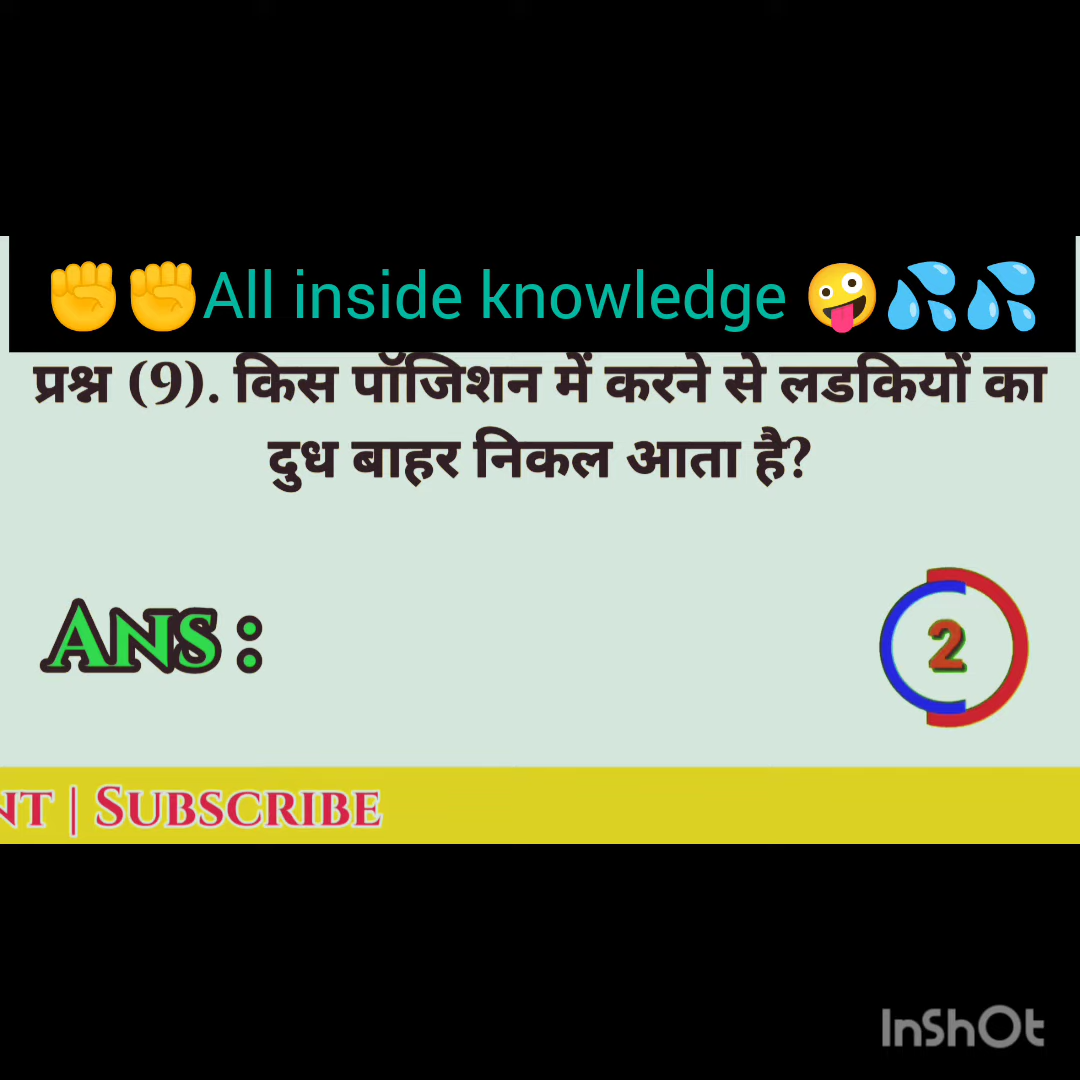 ✊✊All inside knowledge 🤪💦💦
प्रश्न (9). किस पॉजिशन में करने से लडकियों का
दुध बाहर निकल आता है?
ANS :
2
NT | SUBSCRIBE
InShOt